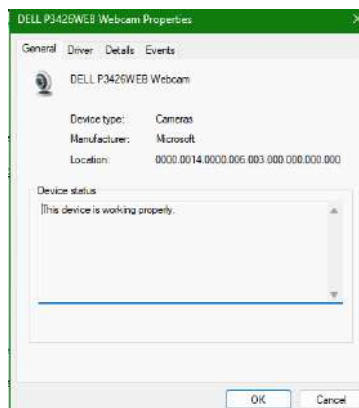 DELL P3426WEB Webcam Properties
General Driver Details Events
DELL P3426WEB Webcam
Device type: Cameras
Manufacturer: Microsoft
Location: 0000.0014.0000.006.003.000.000.000.000
Device status
This device is working properly.
OK Cancel